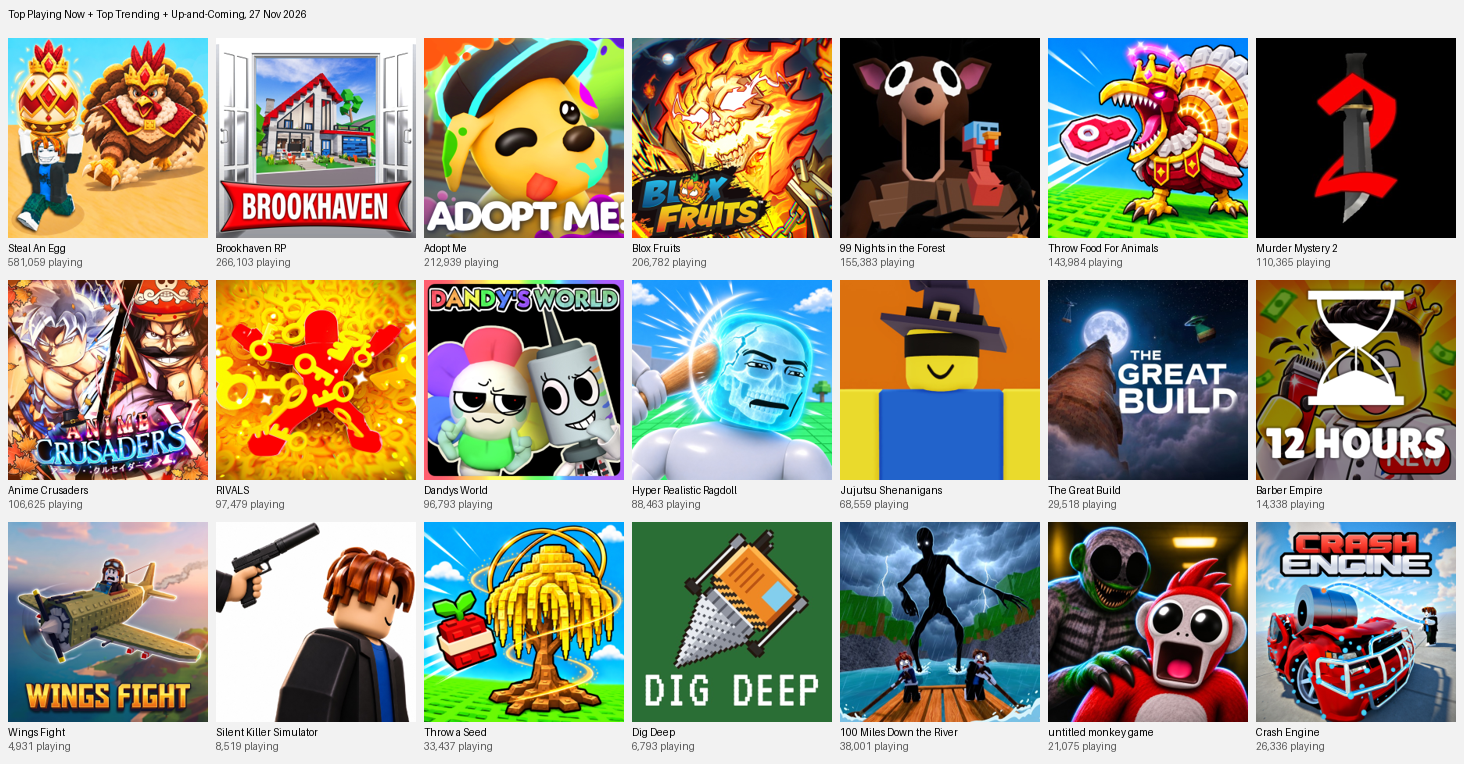 Top Playing Now + Top Trending + Up-and-Coming, 27 Nov 2026
BROOKHAVEN
ADOPT ME!
BLOX
FRUITS
2
Steal An Egg
581,059 playing
Brookhaven RP
266,103 playing
Adopt Me
212,939 playing
Blox Fruits
206,782 playing
99 Nights in the Forest
155,383 playing
Throw Food For Animals
143,984 playing
Murder Mystery 2
110,365 playing
ANIME
CRUSADERS X
DANDY'S WORLD
THE
GREAT
BUILD
12 HOURS
NEW
Anime Crusaders
106,625 playing
RIVALS
97,479 playing
Dandys World
96,793 playing
Hyper Realistic Ragdoll
88,463 playing
Jujutsu Shenanigans
68,559 playing
The Great Build
29,518 playing
Barber Empire
14,338 playing
WINGS FIGHT
DIG DEEP
CRASH
ENGINE
Wings Fight
4,931 playing
Silent Killer Simulator
8,519 playing
Throw a Seed
33,437 playing
Dig Deep
6,793 playing
100 Miles Down the River
38,001 playing
untitled monkey game
21,075 playing
Crash Engine
26,336 playing